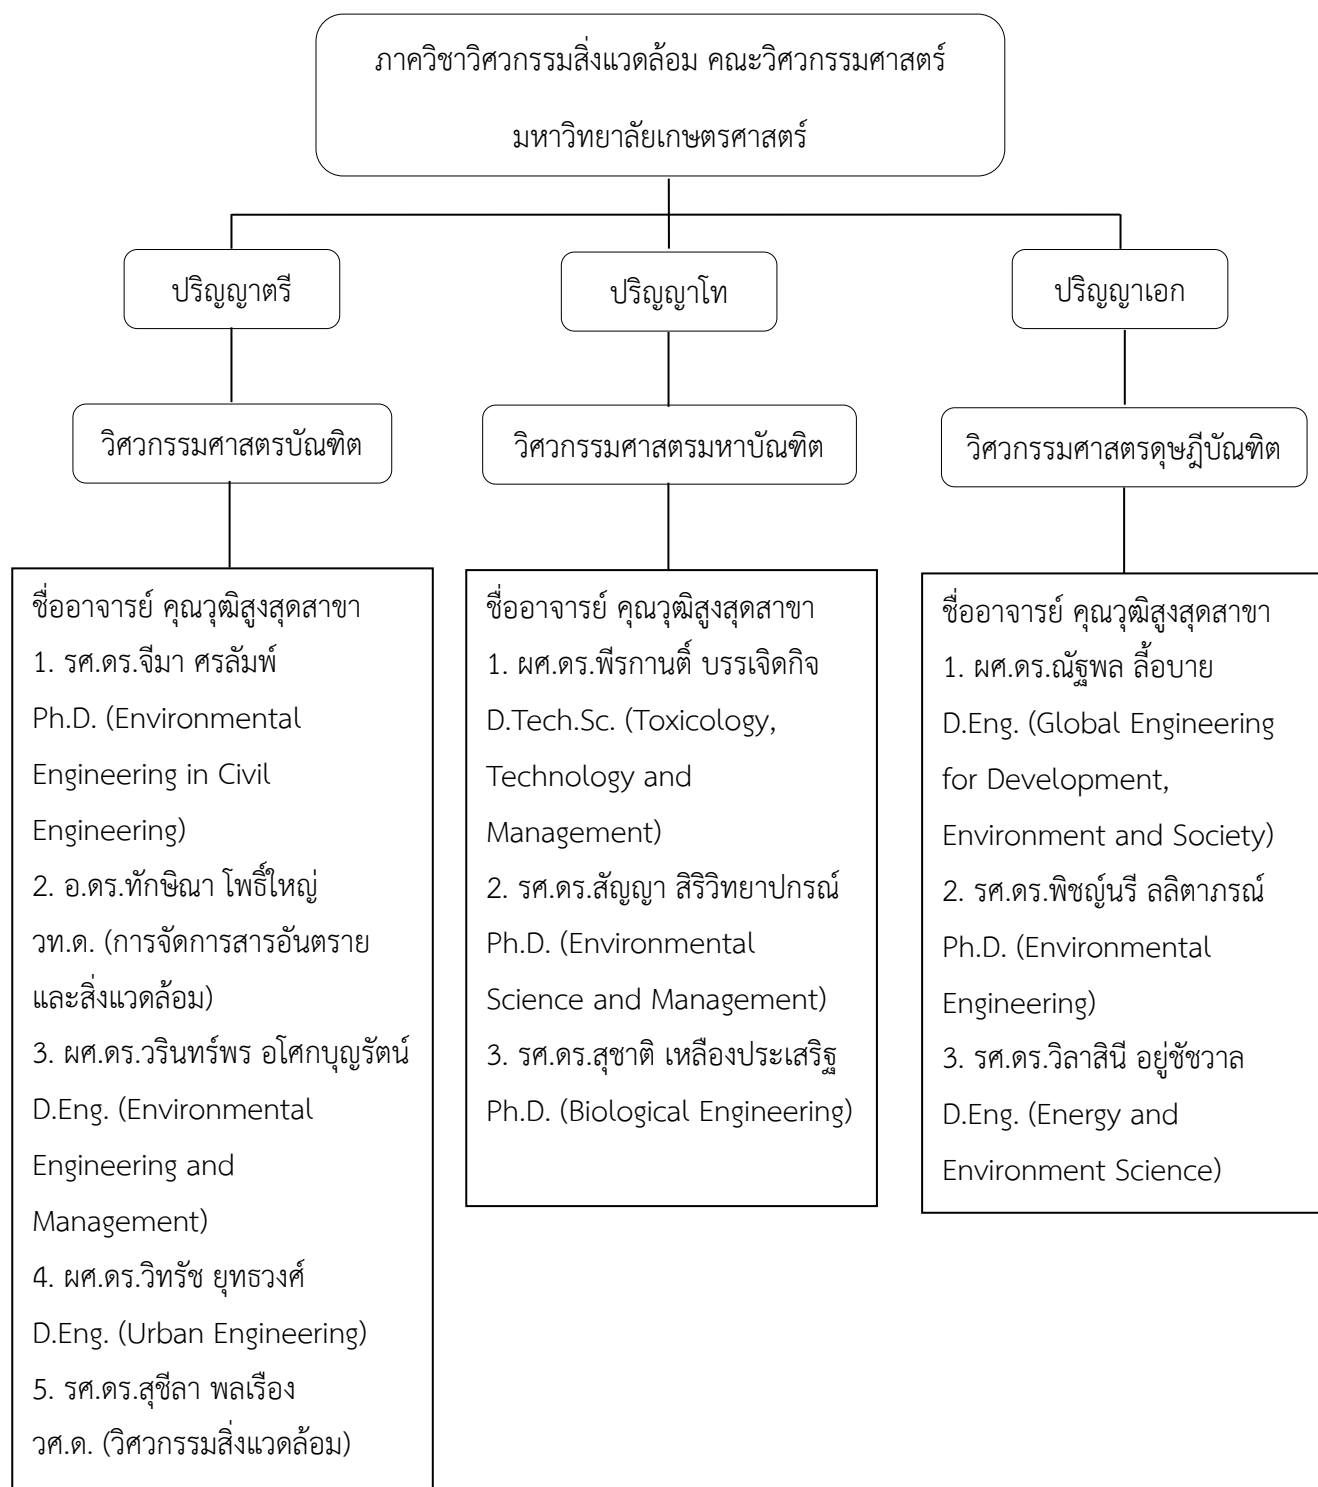 ภาควิชาวิศวกรรมสิ่งแวดล้อม คณะวิศวกรรมศาสตร์
มหาวิทยาลัยเกษตรศาสตร์
ปริญญาตรี
ปริญญาโท
ปริญญาเอก
วิศวกรรมศาสตรบัณฑิต
วิศวกรรมศาสตรมหาบัณฑิต
วิศวกรรมศาสตรดุษฎีบัณฑิต
ชื่ออาจารย์ คุณวุฒิสูงสุดสาขา
1. รศ.ดร.จีมา ศรลัมพ์
Ph.D. (Environmental
Engineering in Civil
Engineering)
2. อ.ดร.ทักษิณา โพธิ์ใหญ่
วท.ด. (การจัดการสารอันตราย
และสิ่งแวดล้อม)
3. ผศ.ดร.วรินทร์พร อโศกบุญรัตน์
D.Eng. (Environmental
Engineering and
Management)
4. ผศ.ดร.วิทรัช ยุทธวงศ์
D.Eng. (Urban Engineering)
5. รศ.ดร.สุชีลา พลเรือง
วศ.ด. (วิศวกรรมสิ่งแวดล้อม)
ชื่ออาจารย์ คุณวุฒิสูงสุดสาขา
1. ผศ.ดร.พีรกานติ์ บรรเจิดกิจ
D.Tech.Sc. (Toxicology,
Technology and
Management)
2. รศ.ดร.สัญญา สิริวิทยาปกรณ์
Ph.D. (Environmental
Science and Management)
3. รศ.ดร.สุชาติ เหลืองประเสริฐ
Ph.D. (Biological Engineering)
ชื่ออาจารย์ คุณวุฒิสูงสุดสาขา
1. ผศ.ดร.ณัฐพล ลี้อบาย
D.Eng. (Global Engineering
for Development,
Environment and Society)
2. รศ.ดร.พิชญ์นรี ลลิตาภรณ์
Ph.D. (Environmental
Engineering)
3. รศ.ดร.วิลาสินี อยู่ชัชวาล
D.Eng. (Energy and
Environment Science)